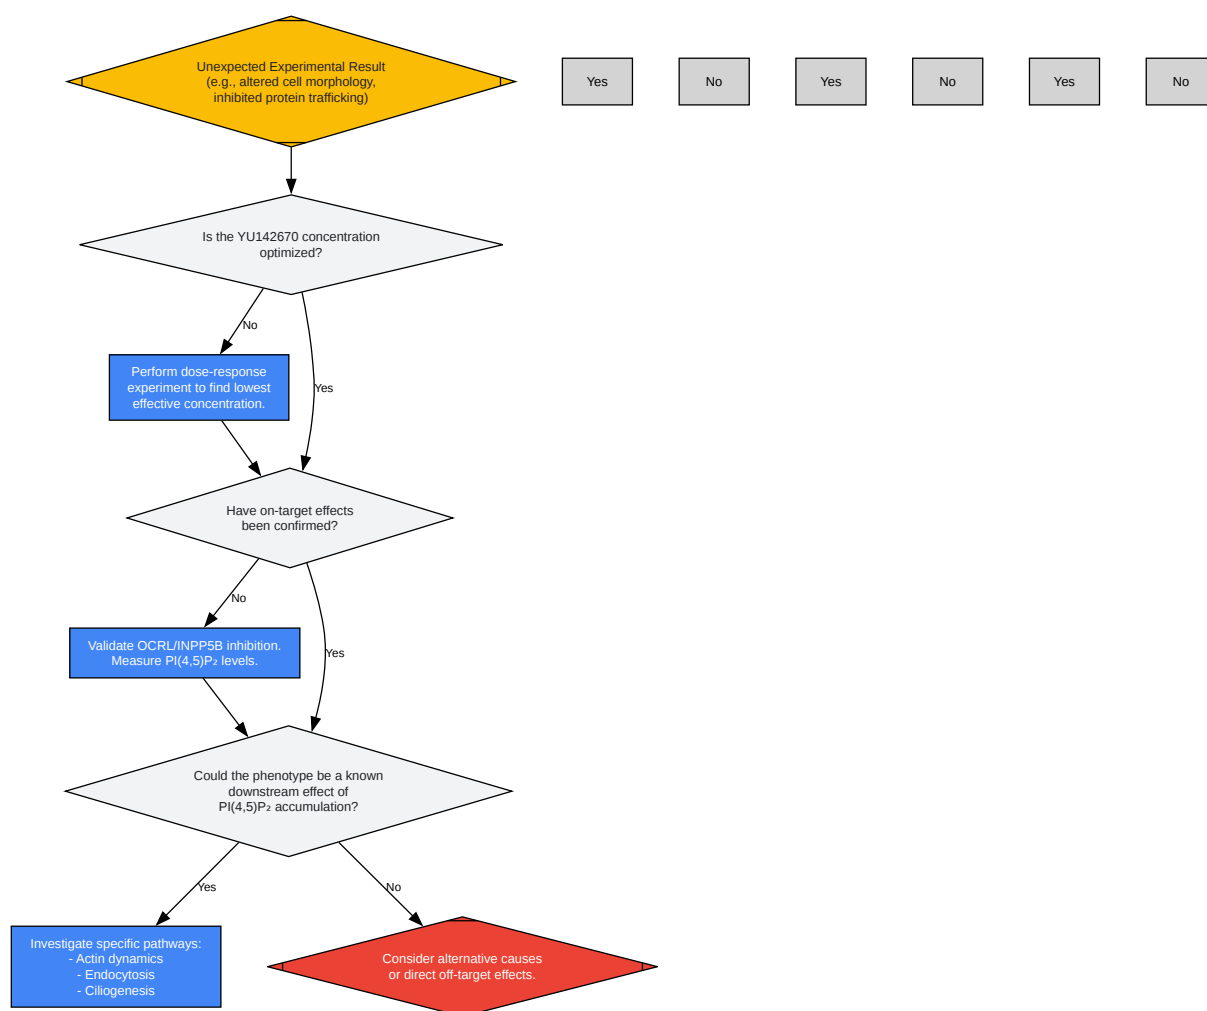 Unexpected Experimental Result
(e.g., altered cell morphology,
inhibited protein trafficking)
Yes
No
Yes
No
Yes
No
Is the YU142670 concentration
optimized?
No
Perform dose-response
experiment to find lowest
effective concentration.
Yes
Have on-target effects
been confirmed?
No
Validate OCRL/INPP5B inhibition.
Measure PI(4,5)P₂ levels.
Yes
Could the phenotype be a known
downstream effect of
PI(4,5)P₂ accumulation?
Yes
No
Investigate specific pathways:
- Actin dynamics
- Endocytosis
- Ciliogenesis
Consider alternative causes
or direct off-target effects.